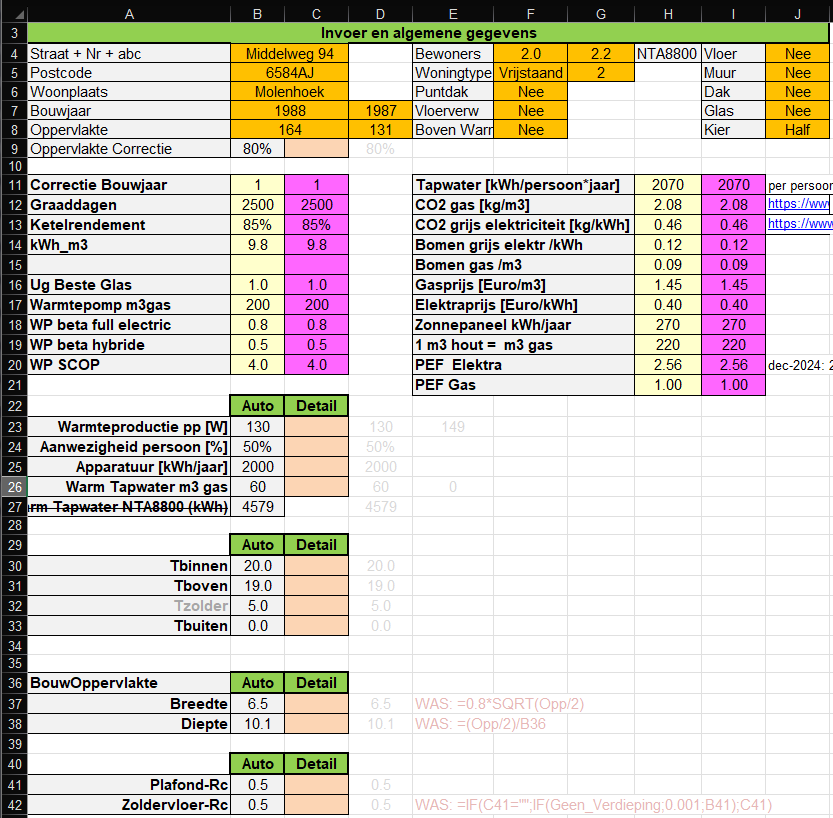 A B C D E F G H I J
3 Invoer en algemene gegevens
4 Straat + Nr + abc Middelweg 94 Bewoners 2.0 2.2 NTA8800 Vloer Nee
5 Postcode 6584AJ Woningtype Vrijstaand 2 Muur Nee
6 Woonplaats Molenhoek Puntdak Nee Dak Nee
7 Bouwjaar 1988 1987 Vloerverw Nee Glas Nee
8 Oppervlakte 164 131 Boven Warm Nee Kier Half
9 Oppervlakte Correctie 80% 80%
10
11 Correctie Bouwjaar 1 1 Tapwater [kWh/persoon*jaar] 2070 2070 per persoon
12 Graaddagen 2500 2500 CO2 gas [kg/m3] 2.08 2.08 https://www
13 Ketelrendement 85% 85% CO2 grijs elektriciteit [kg/kWh] 0.46 0.46 https://www
14 kWh_m3 9.8 9.8 Bomen grijs elektr /kWh 0.12 0.12
15 Bomen gas /m3 0.09 0.09
16 Ug Beste Glas 1.0 1.0 Gasprijs [Euro/m3] 1.45 1.45
17 Warmtepomp m3gas 200 200 Elektraprijs [Euro/kWh] 0.40 0.40
18 WP beta full electric 0.8 0.8 Zonnepaneel kWh/jaar 270 270
19 WP beta hybride 0.5 0.5 1 m3 hout = m3 gas 220 220
20 WP SCOP 4.0 4.0 PEF Elektra 2.56 2.56 dec-2024: 2
21 PEF Gas 1.00 1.00
22 Auto Detail
23 Warmteproductie pp [W] 130 130 149
24 Aanwezigheid persoon [%] 50% 50%
25 Apparatuur [kWh/jaar] 2000 2000
26 Warm Tapwater m3 gas 60 60 0
27 rm Tapwater NTA8800 (kWh) 4579 4579
28
29 Auto Detail
30 Tbinnen 20.0 20.0
31 Tboven 19.0 19.0
32 Tzolder 5.0 5.0
33 Tbuiten 0.0 0.0
34
35
36 BouwOppervlakte Auto Detail
37 Breedte 6.5 6.5 WAS: =0.8*SQRT(Opp/2)
38 Diepte 10.1 10.1 WAS: =(Opp/2)/B36
39
40 Auto Detail
41 Plafond-Rc 0.5 0.5
42 Zoldervloer-Rc 0.5 0.5 WAS: =IF(C41="";IF(Geen_Verdieping;0.001;B41);C41)